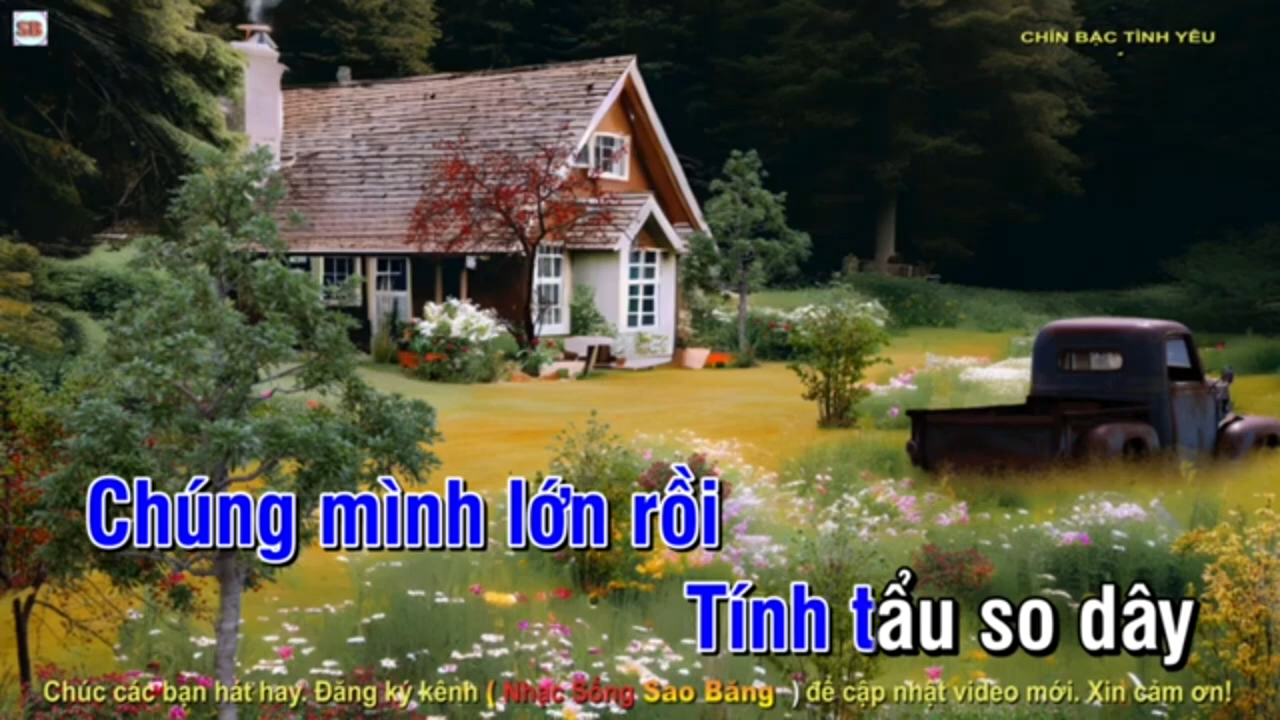 SB
CHÍN BẠC TÌNH YÊU
Chúng mình lớn rồi
Tính tẩu so dây
Chúc các bạn hát hay. Đăng ký kênh ( Nhạc Sống Sao Băng ) để cập nhật video mới. Xin cảm ơn!